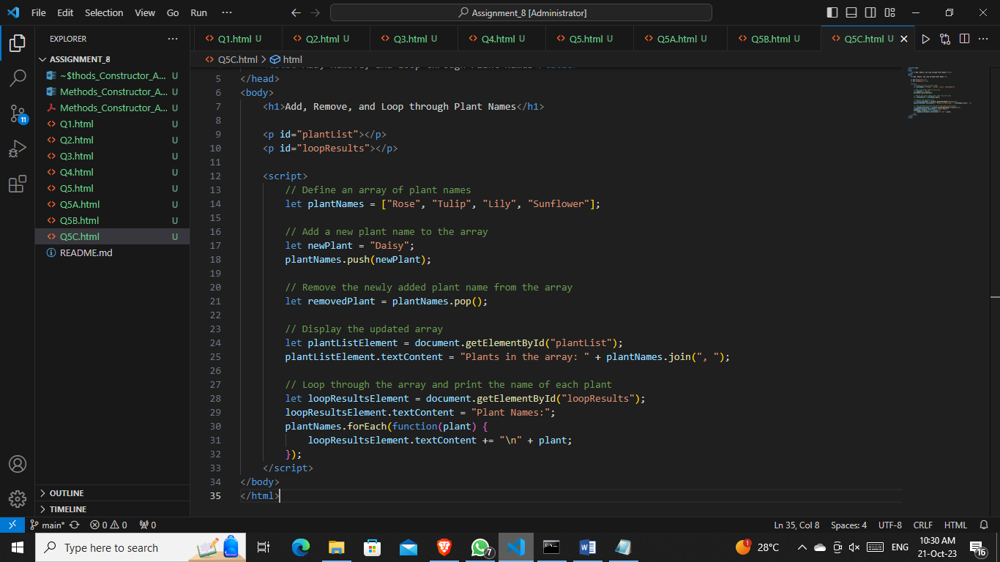 File Edit Selection View Go Run ··· Assignment_8 [Administrator]
EXPLORER ···
ASSIGNMENT_8
~$thods_Constructor_A... U
Methods_Constructor_A... U
Methods_Constructor_A... U
Q1.html U
Q2.html U
Q3.html U
Q4.html U
Q5.html U
Q5A.html U
Q5B.html U
Q5C.html U
README.md
OUTLINE
TIMELINE
11
Q1.html U Q2.html U Q3.html U Q4.html U Q5.html U Q5A.html U Q5B.html U Q5C.html U
Q5C.html > html
5 </head>
6 <body>
7 <h1>Add, Remove, and Loop through Plant Names</h1>
8
9 <p id="plantList"></p>
10 <p id="loopResults"></p>
11
12 <script>
13 // Define an array of plant names
14 let plantNames = ["Rose", "Tulip", "Lily", "Sunflower"];
15
16 // Add a new plant name to the array
17 let newPlant = "Daisy";
18 plantNames.push(newPlant);
19
20 // Remove the newly added plant name from the array
21 let removedPlant = plantNames.pop();
22
23 // Display the updated array
24 let plantListElement = document.getElementById("plantList");
25 plantListElement.textContent = "Plants in the array: " + plantNames.join(", ");
26
27 // Loop through the array and print the name of each plant
28 let loopResultsElement = document.getElementById("loopResults");
29 loopResultsElement.textContent = "Plant Names:";
30 plantNames.forEach(function(plant) {
31 loopResultsElement.textContent += "\n" + plant;
32 });
33 </script>
34 </body>
35 </html>
main* 0 0 0 Ln 35, Col 8 Spaces: 4 UTF-8 CRLF HTML
Type here to search 7 1 28°C ENG 10:30 AM
21-Oct-23 16